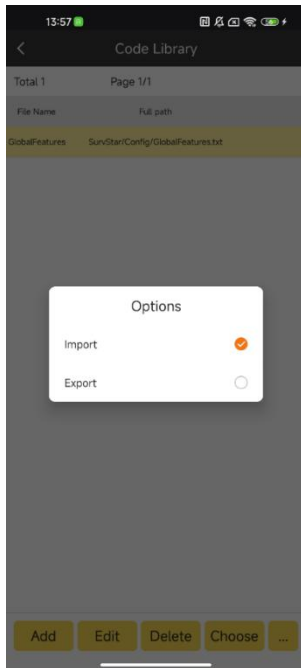 13:57
Code Library
Total 1 Page 1/1
File Name Full path
GlobalFeatures SurvStar/Config/GlobalFeatures.txt
Options
Import
Export
Add Edit Delete Choose ...